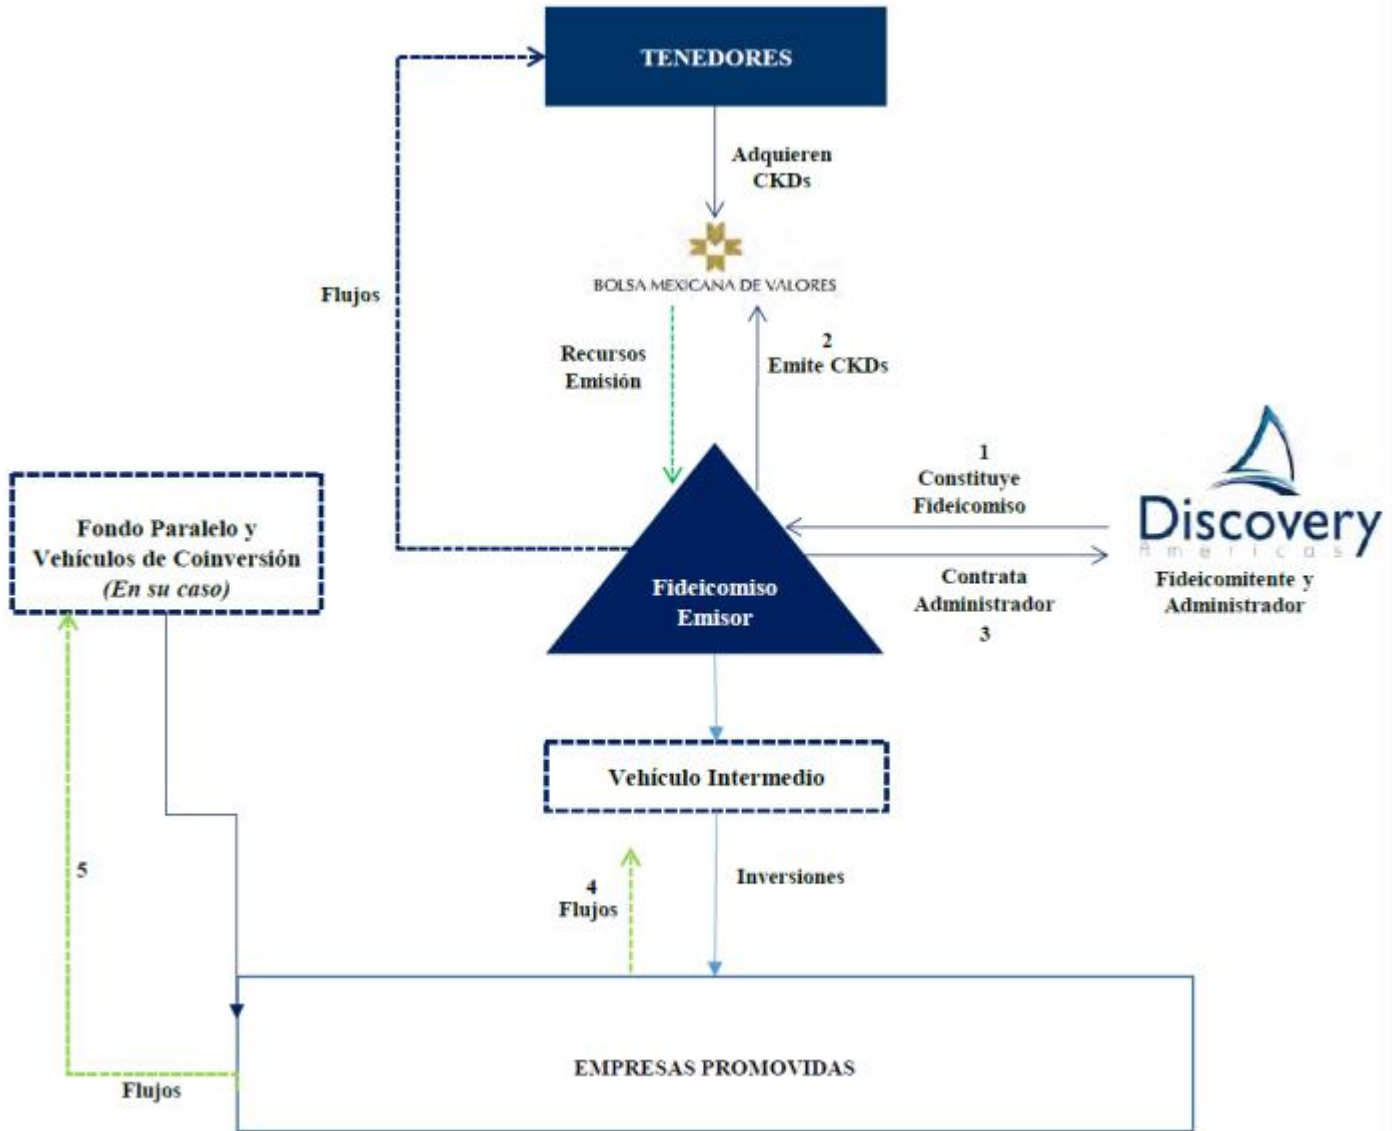 TENEDORES
Adquieren
CKDs
BOLSA MEXICANA DE VALORES
Flujos
Recursos
Emisión
2
Emite CKDs
1
Constituye
Fideicomiso
Discovery
Americas
Fideicomitente y
Administrador
Contrata
Administrador
3
Fondo Paralelo y
Vehículos de Coinversión
(En su caso)
Fideicomiso
Emisor
Vehículo Intermedio
5
4
Flujos
Inversiones
EMPRESAS PROMOVIDAS
Flujos